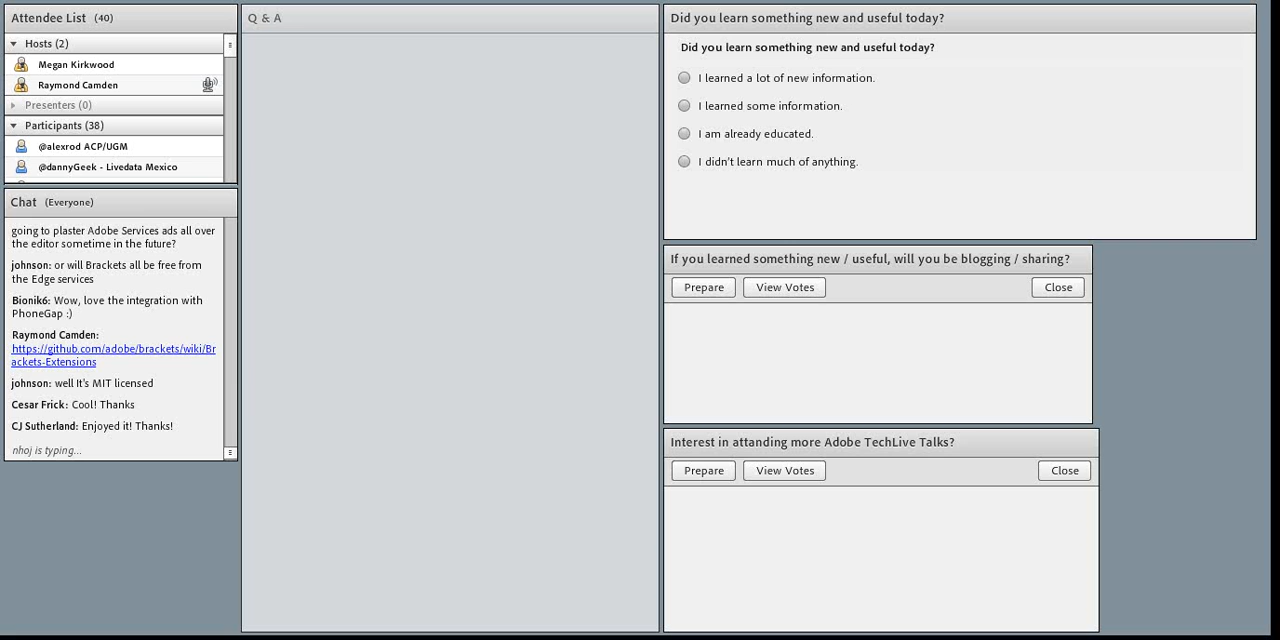 Attendee List (40)
Hosts (2)
Megan Kirkwood
Raymond Camden
Presenters (0)
Participants (38)
@alexrod ACP/UGM
@dannyGeek - Livedata Mexico
Chat (Everyone)
going to plaster Adobe Services ads all over
the editor sometime in the future?
johnson: or will Brackets all be free from
the Edge services
Bionik6: Wow, love the integration with
PhoneGap :)
Raymond Camden:
https://github.com/adobe/brackets/wiki/Br
ackets-Extensions
johnson: well It's MIT licensed
Cesar Frick: Cool! Thanks
CJ Sutherland: Enjoyed it! Thanks!
nhoj is typing...
Q & A
Did you learn something new and useful today?
Did you learn something new and useful today?
I learned a lot of new information.
I learned some information.
I am already educated.
I didn't learn much of anything.
If you learned something new / useful, will you be blogging / sharing?
Prepare View Votes Close
Interest in attanding more Adobe TechLive Talks?
Prepare View Votes Close